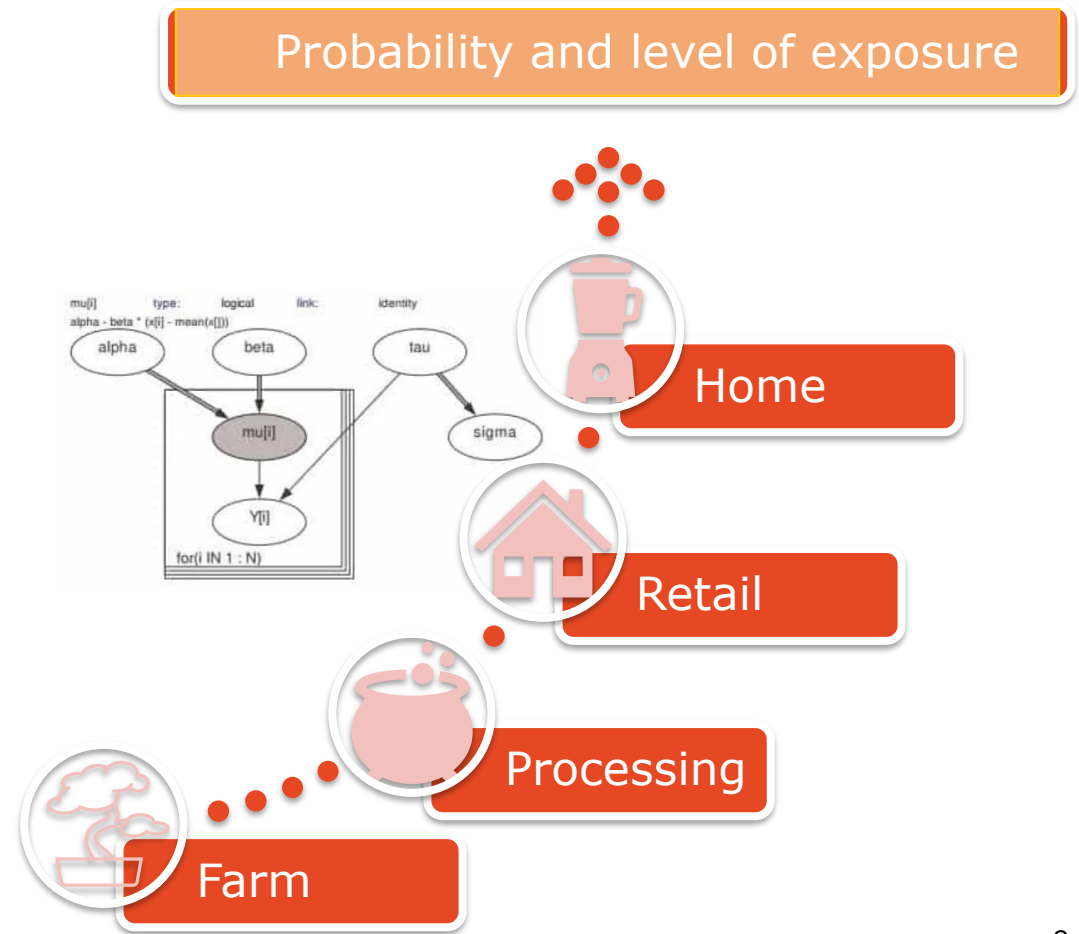 Probability and level of exposure
mu[i] type: logical link: identity
alpha - beta * (x[i] - mean(x[]))
alpha beta tau
mu[i] sigma
Y[i]
for(i IN 1 : N)
Home
Retail
Processing
Farm